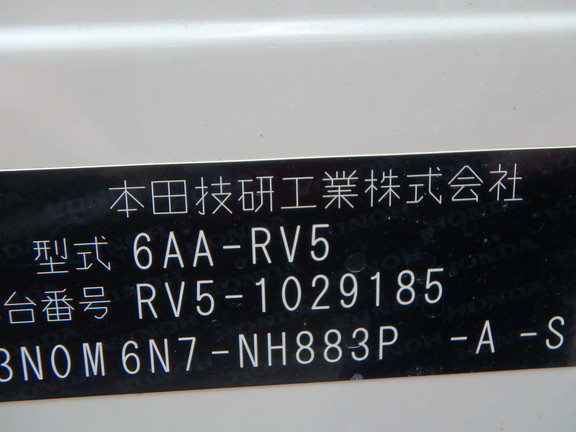 本田技研工業株式会社
型式 6AA-RV5
台番号 RV5-1029185
3N0M6N7-NH883P -A -S